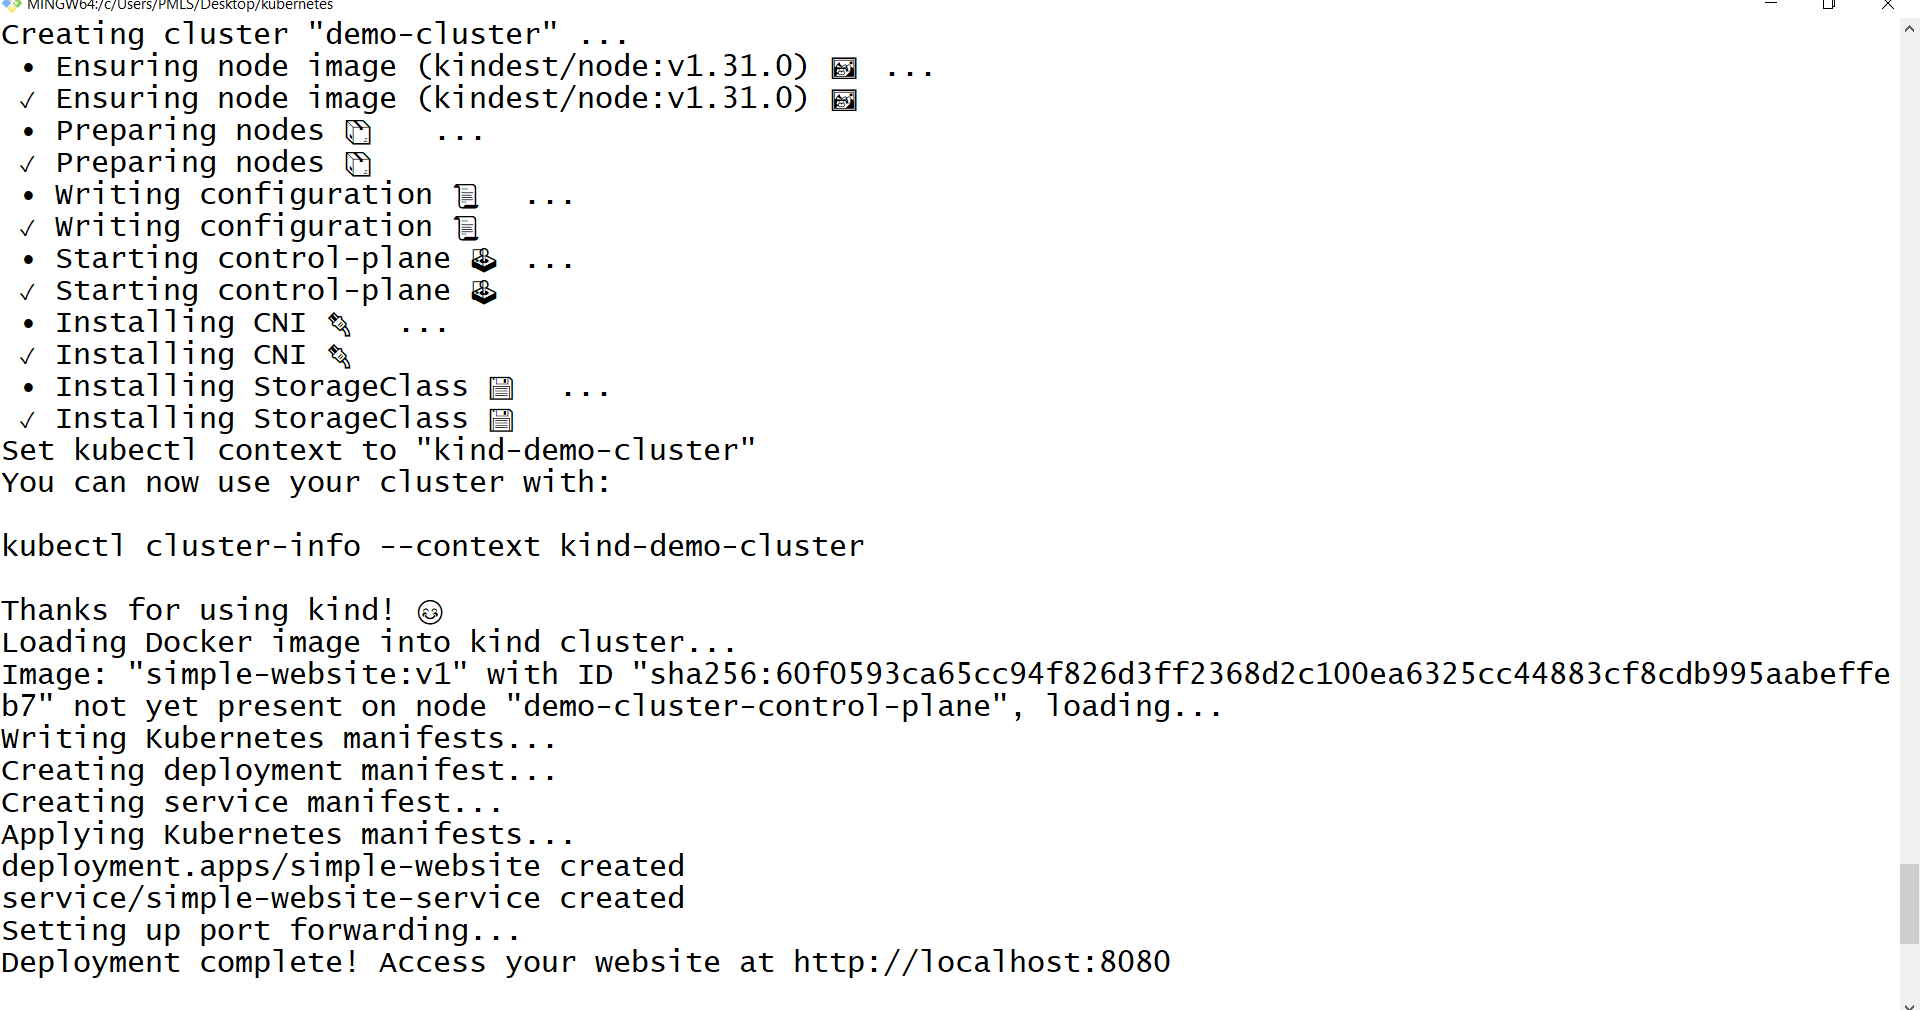 MINGW64:/c/Users/PMLS/Desktop/kubernetes
Creating cluster "demo-cluster" ...
• Ensuring node image (kindest/node:v1.31.0) 🖼 ...
✓ Ensuring node image (kindest/node:v1.31.0) 🖼
• Preparing nodes 📦 ...
✓ Preparing nodes 📦
• Writing configuration 📜 ...
✓ Writing configuration 📜
• Starting control-plane 🕹 ...
✓ Starting control-plane 🕹
• Installing CNI 🔌 ...
✓ Installing CNI 🔌
• Installing StorageClass 💾 ...
✓ Installing StorageClass 💾
Set kubectl context to "kind-demo-cluster"
You can now use your cluster with:
kubectl cluster-info --context kind-demo-cluster
Thanks for using kind! 😊
Loading Docker image into kind cluster...
Image: "simple-website:v1" with ID "sha256:60f0593ca65cc94f826d3ff2368d2c100ea6325cc44883cf8cdb995aabeffe
b7" not yet present on node "demo-cluster-control-plane", loading...
Writing Kubernetes manifests...
Creating deployment manifest...
Creating service manifest...
Applying Kubernetes manifests...
deployment.apps/simple-website created
service/simple-website-service created
Setting up port forwarding...
Deployment complete! Access your website at http://localhost:8080